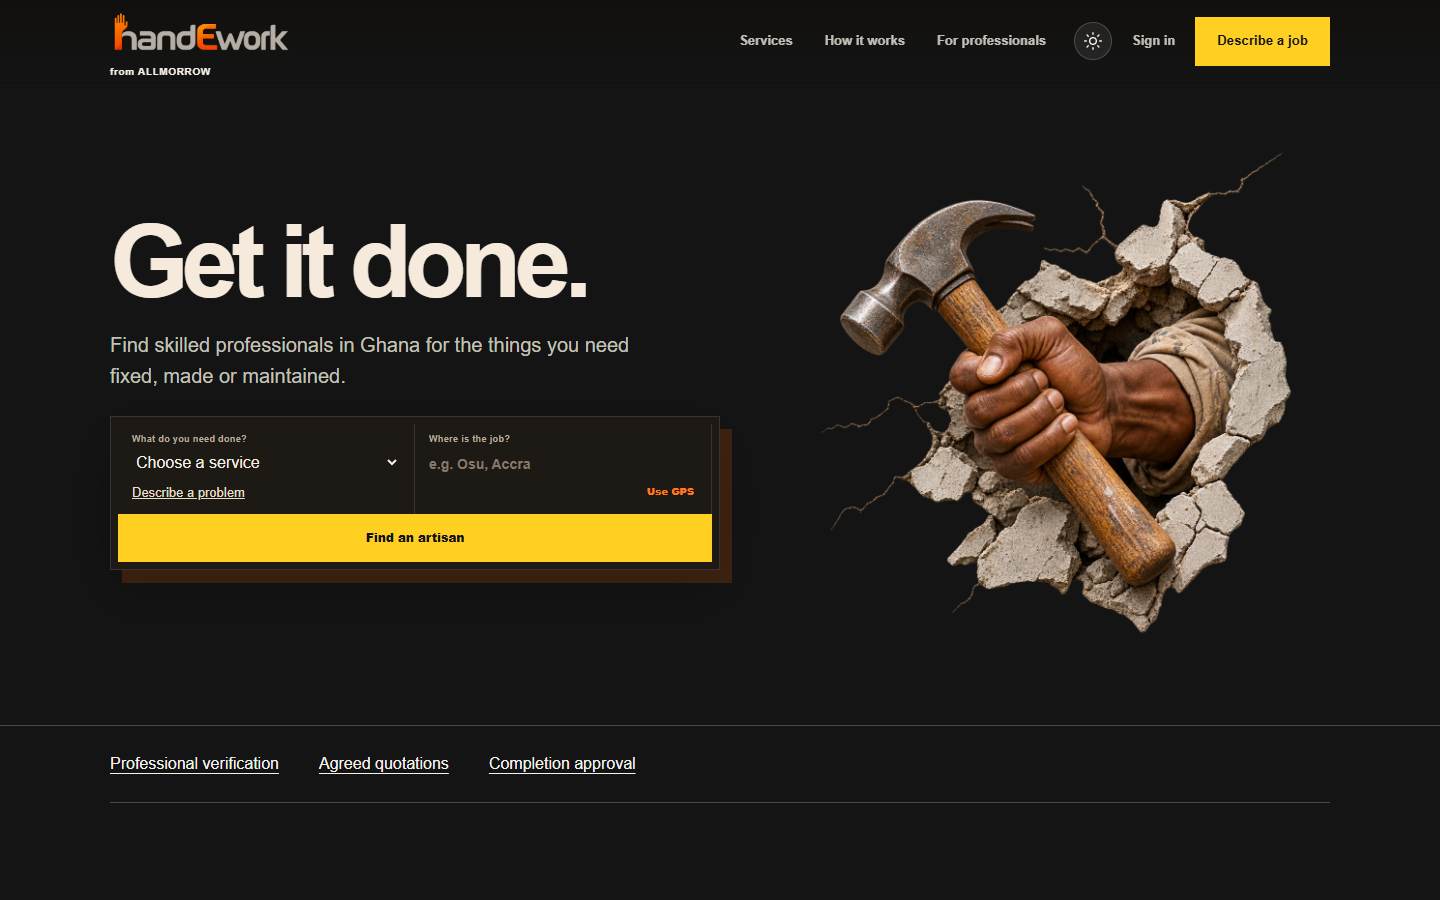 handEwork
from ALLMORROW
Services
How it works
For professionals
Sign in
Describe a job
Get it done.
Find skilled professionals in Ghana for the things you need
fixed, made or maintained.
What do you need done?
Choose a service
Describe a problem
Where is the job?
e.g. Osu, Accra
Use GPS
Find an artisan
Professional verification
Agreed quotations
Completion approval